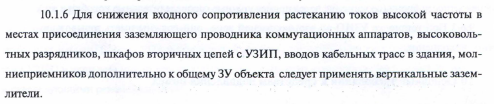 10.1.6 Для снижения входного сопротивления растеканию токов высокой частоты в
местах присоединения заземляющего проводника коммутационных аппаратов, высоковоль-
тных разрядников, шкафов вторичных цепей с УЗИП, вводов кабельных трасс в здания, мол-
ниеприемников дополнительно к общему ЗУ объекта следует применять вертикальные зазем-
лители.